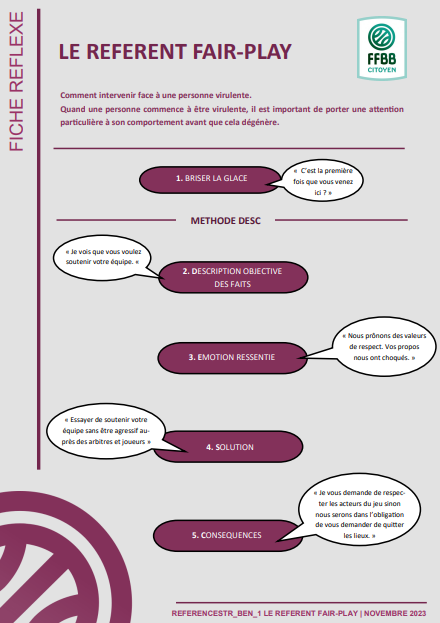 FICHE REFLEXE
LE REFERENT FAIR-PLAY
FFBB
CITOYEN
Comment intervenir face à une personne virulente.
Quand une personne commence à être virulente, il est important de porter une attention
particulière à son comportement avant que cela dégénère.
1. BRISER LA GLACE
« C'est la première
fois que vous venez
ici ? »
METHODE DESC
« Je vois que vous voulez
soutenir votre équipe. «
2. DESCRIPTION OBJECTIVE
DES FAITS
« Nous prônons des valeurs
de respect. Vos propos
nous ont choqués. »
3. EMOTION RESSENTIE
« Essayer de soutenir votre
équipe sans être agressif au-
près des arbitres et joueurs »
4. SOLUTION
« Je vous demande de respec-
ter les acteurs du jeu sinon
nous serons dans l'obligation
de vous demander de quitter
les lieux. »
5. CONSEQUENCES
REFERENCESTR_BEN_1 LE REFERENT FAIR-PLAY | NOVEMBRE 2023